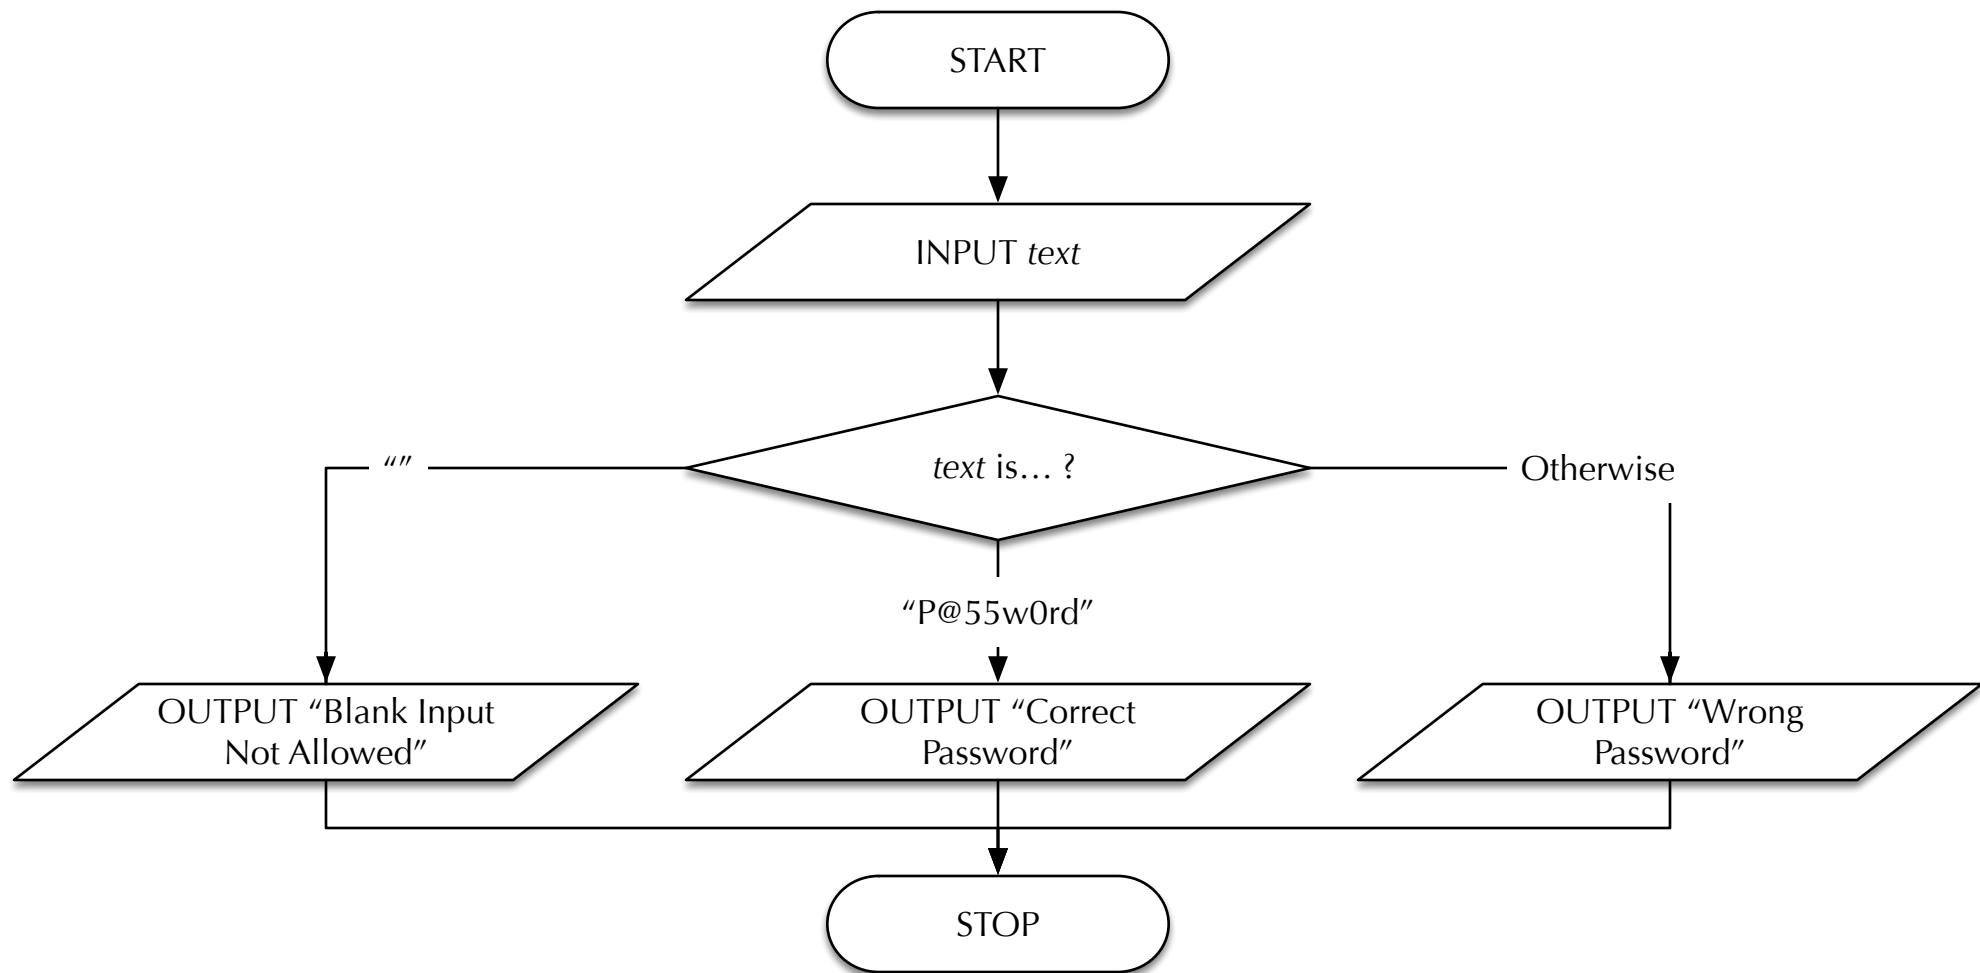 START
INPUT text
text is… ?
“”
Otherwise
“P@55w0rd”
OUTPUT “Blank Input
Not Allowed”
OUTPUT “Correct
Password”
OUTPUT “Wrong
Password”
STOP